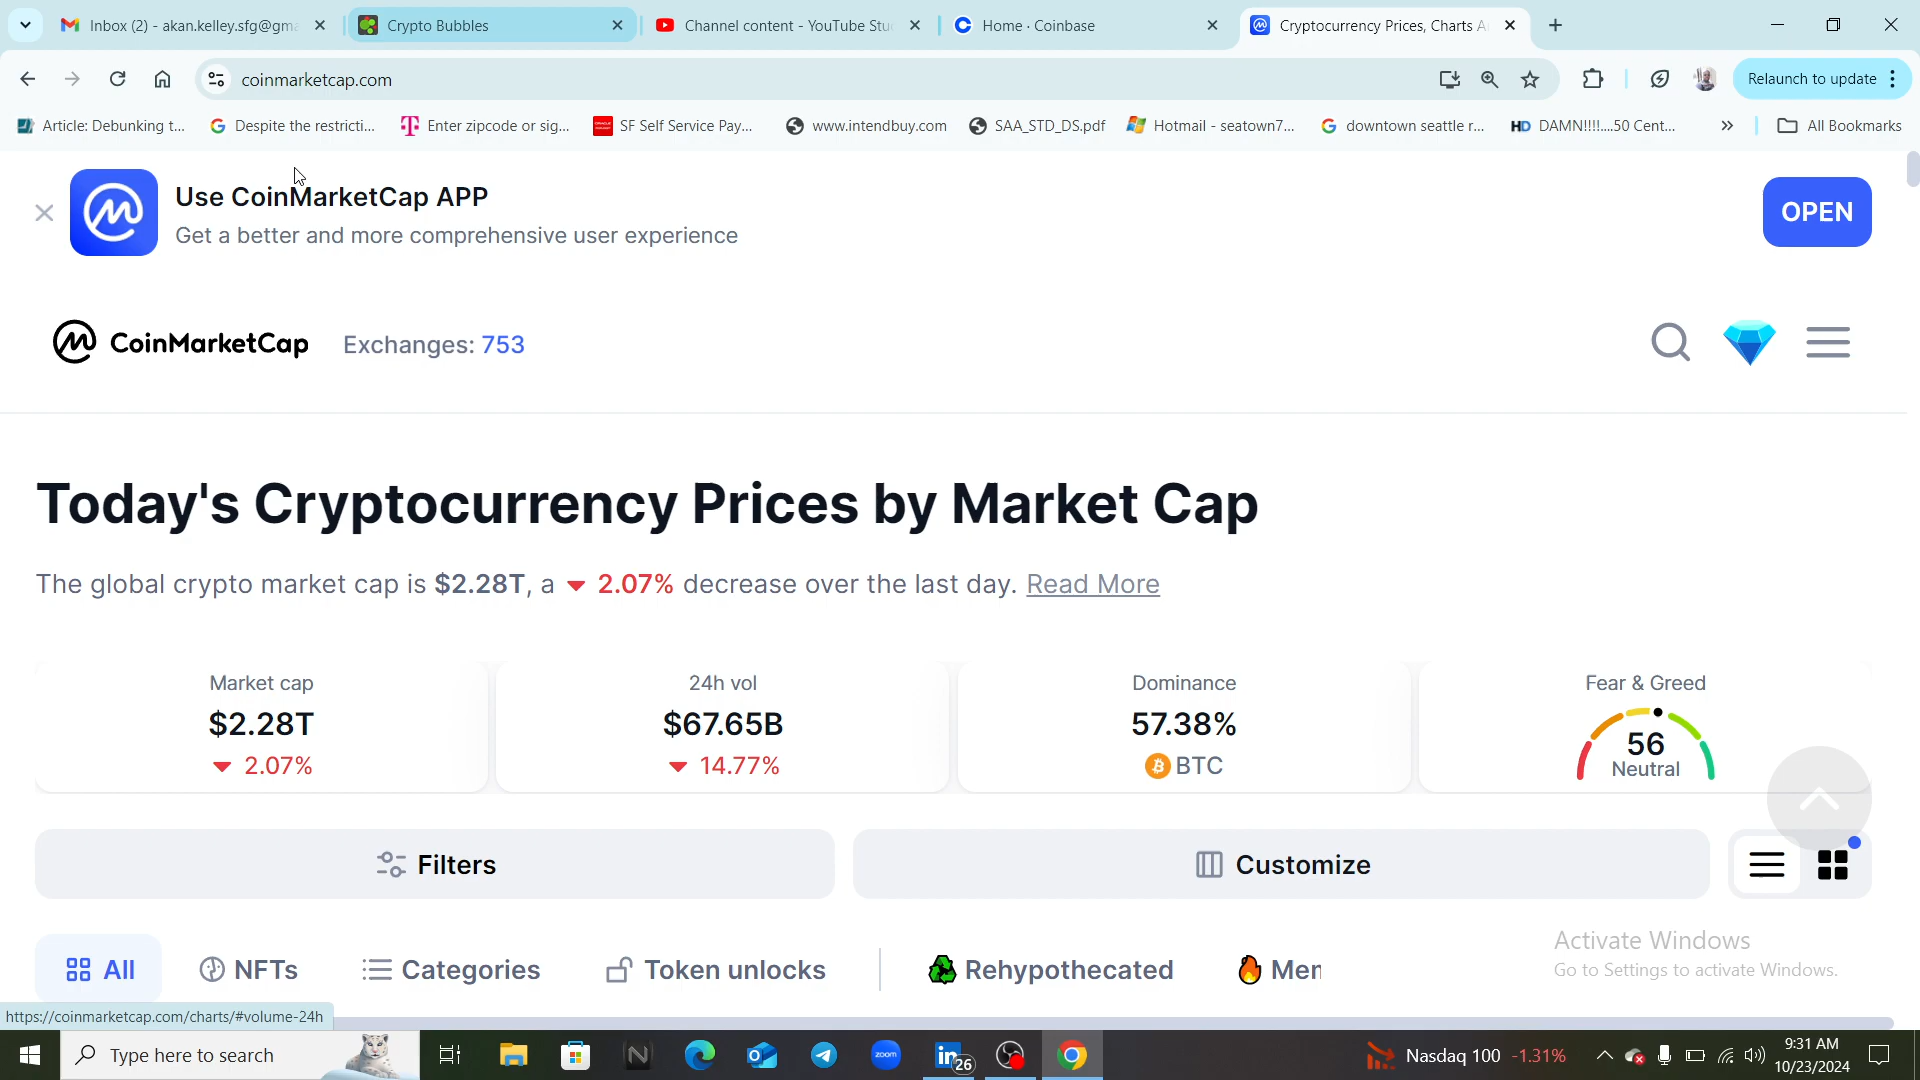 Inbox (2) - akan.kelley.sfg@gma
Crypto Bubbles
Channel content - YouTube Stu
Home · Coinbase
Cryptocurrency Prices, Charts A
coinmarketcap.com
Relaunch to update
Article: Debunking t...
Despite the restricti...
Enter zipcode or sig...
SF Self Service Pay...
www.intendbuy.com
SAA_STD_DS.pdf
Hotmail - seatown7...
downtown seattle r...
HD DAMN!!!!....50 Cent...
»
All Bookmarks
Use CoinMarketCap APP
Get a better and more comprehensive user experience
OPEN
CoinMarketCap
Exchanges: 753
Today's Cryptocurrency Prices by Market Cap
The global crypto market cap is $2.28T, a 2.07% decrease over the last day. Read More
Market cap
$2.28T
2.07%
24h vol
$67.65B
14.77%
Dominance
57.38%
BTC
Fear & Greed
56
Neutral
Filters
Customize
All
NFTs
Categories
Token unlocks
Rehypothecated
Mem
Activate Windows
Go to Settings to activate Windows.
https://coinmarketcap.com/charts/#volume-24h
Type here to search
zoom
26
Nasdaq 100 -1.31%
9:31 AM
10/23/2024